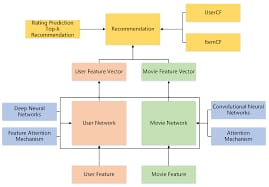 Rating Prediction
Top-k
Recommendation
Recommendation
UserCF
ItemCF
User Feature Vector
Movie Feature Vector
Deep Neural
Networks
User Network
Movie Network
Convolutional Neural
Networks
Feature Attention
Mechanism
Attention
Mechanism
User Feature
Movie Feature